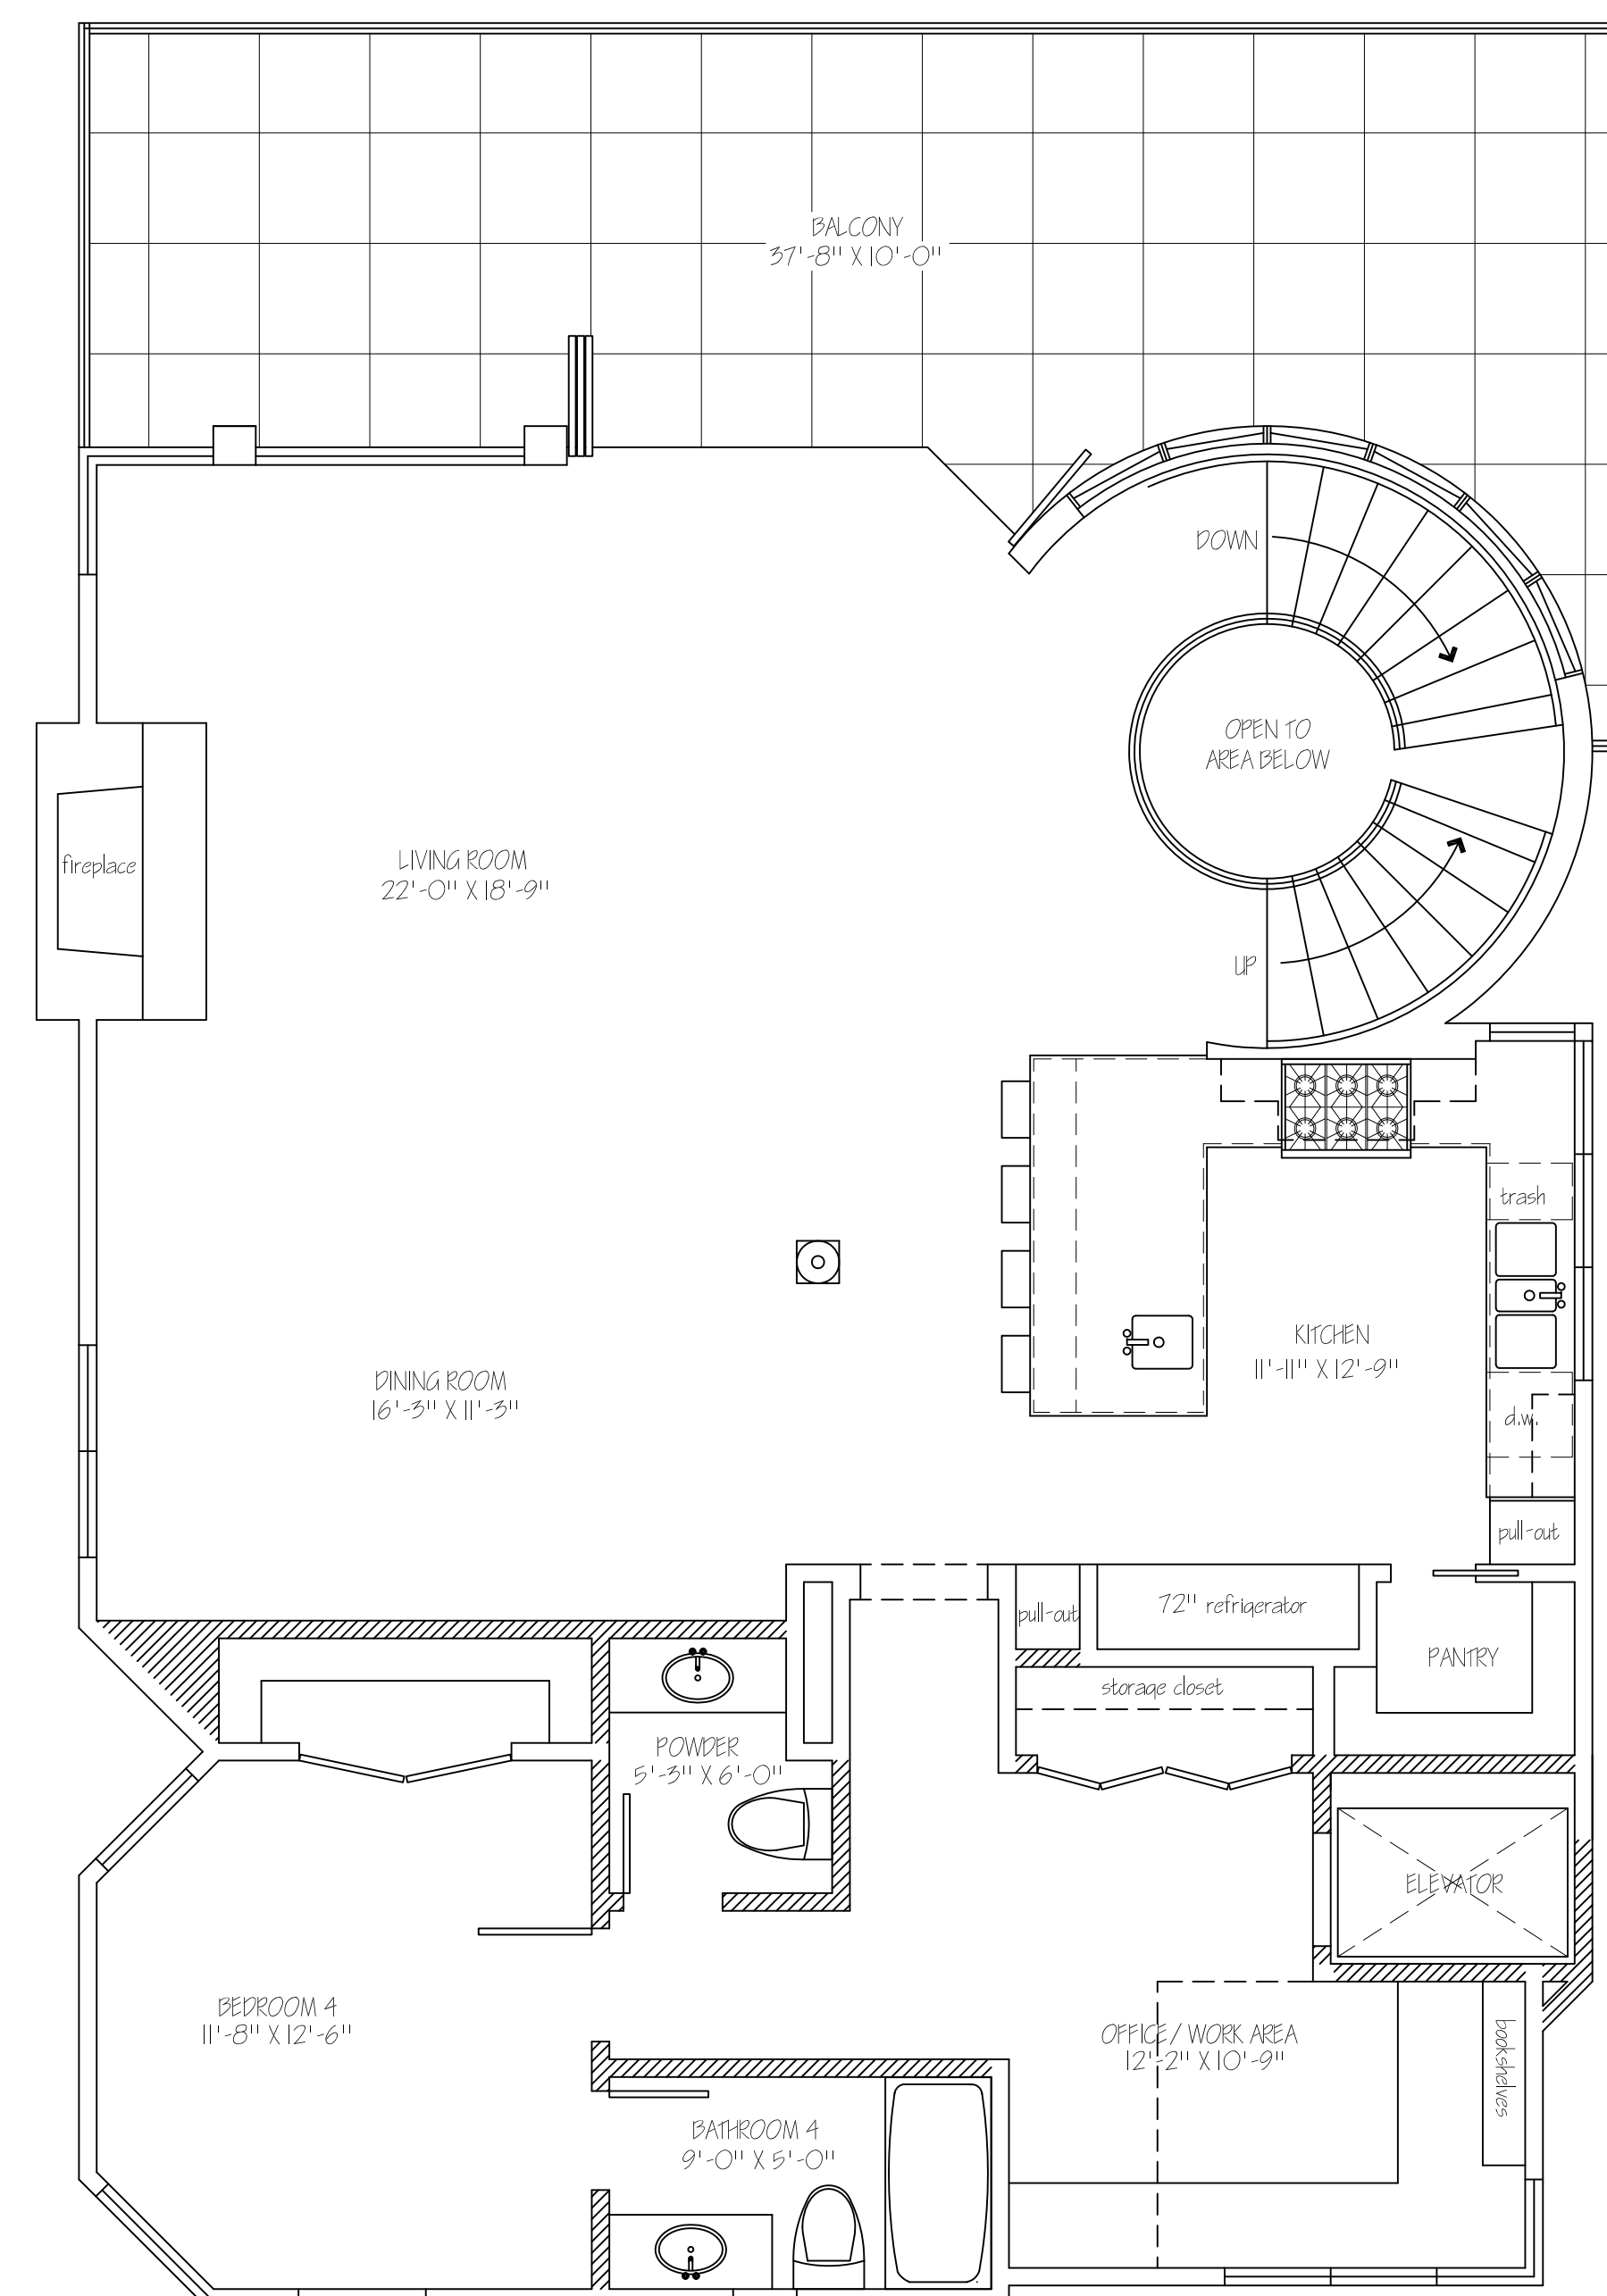 BALCONY
37'-8" X 10'-0"
DOWN
OPEN TO
AREA BELOW
fireplace
LIVING ROOM
22'-0" X 18'-9"
UP
trash
KITCHEN
11'-11" X 12'-9"
DINING ROOM
16'-3" X 11'-3"
d.w.
pull-out
72" refrigerator
pull-out
PANTRY
storage closet
POWDER
5'-3" X 6'-0"
ELEVATOR
BEDROOM 4
11'-8" X 12'-6"
OFFICE/ WORK AREA
12'-2" X 10'-9"
bookshelves
BATHROOM 4
9'-0" X 5'-0"